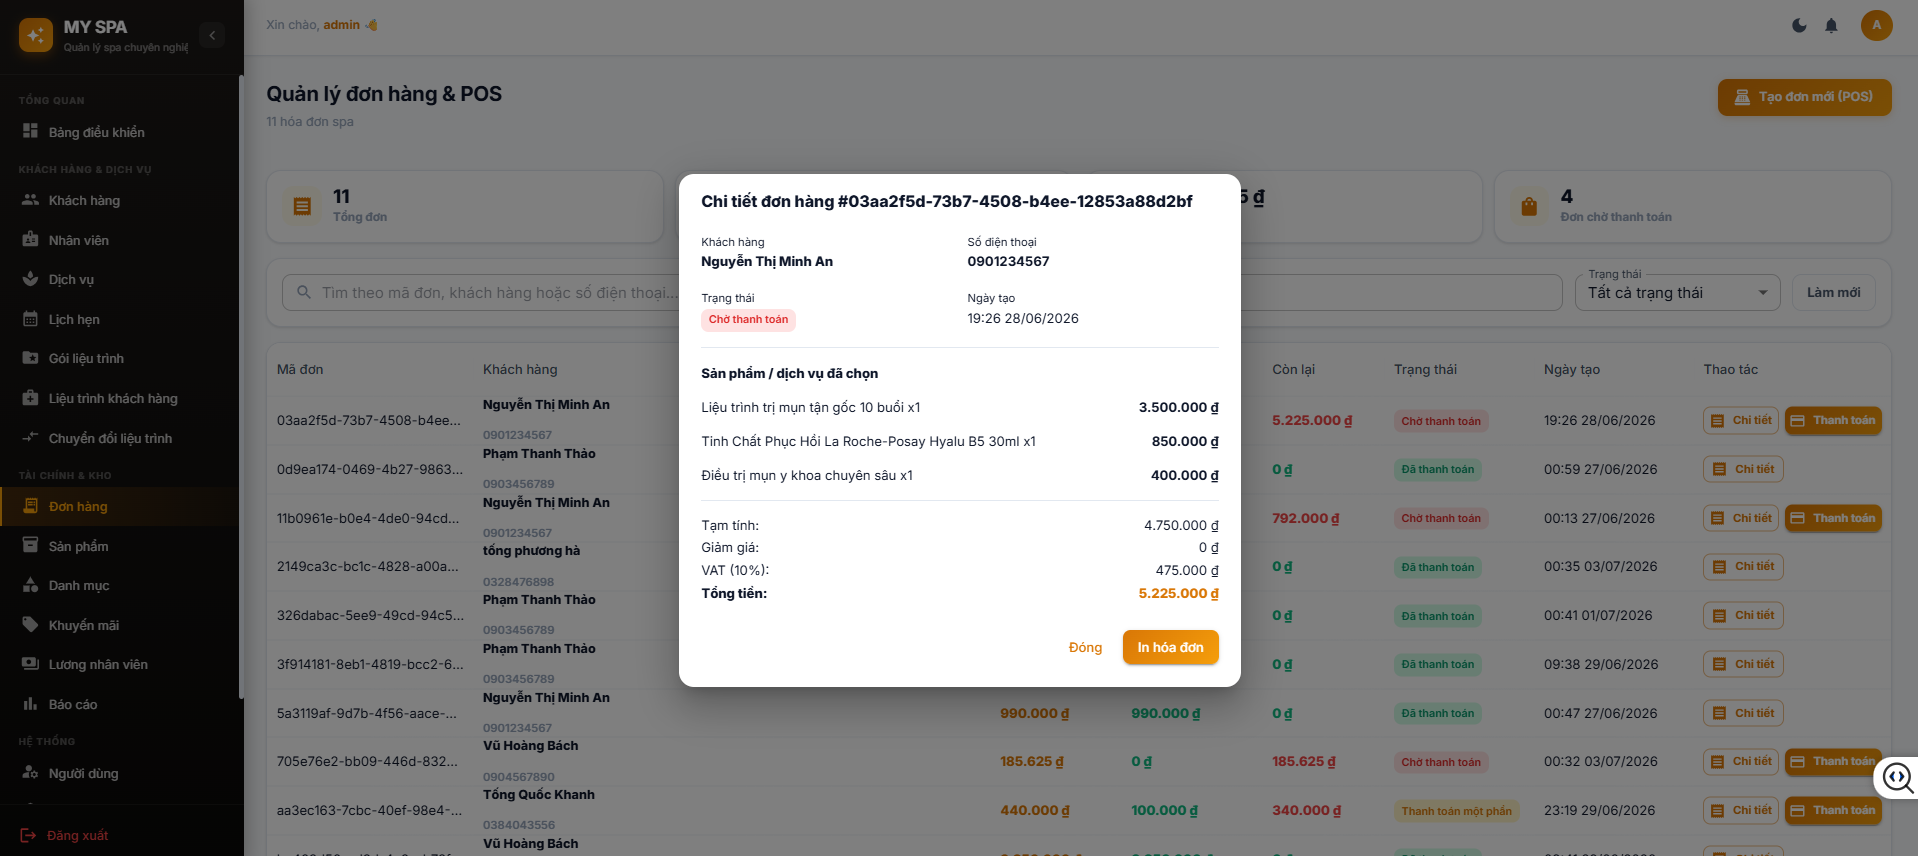 MY SPA
Quản lý spa chuyên nghiệ
TỔNG QUAN
Bảng điều khiển
KHÁCH HÀNG & DỊCH VỤ
Khách hàng
Nhân viên
Dịch vụ
Lịch hẹn
Gói liệu trình
Liệu trình khách hàng
Chuyển đổi liệu trình
TÀI CHÍNH & KHO
Đơn hàng
Sản phẩm
Danh mục
Khuyến mãi
Lương nhân viên
Báo cáo
HỆ THỐNG
Người dùng
Đăng xuất
Xin chào, admin 👋
A
Quản lý đơn hàng & POS
11 hóa đơn spa
Tạo đơn mới (POS)
11
Tổng đơn
5 ₫
4
Đơn chờ thanh toán
Tìm theo mã đơn, khách hàng hoặc số điện thoại...
Trạng thái
Tất cả trạng thái
Làm mới
Mã đơn Khách hàng Còn lại Trạng thái Ngày tạo Thao tác
03aa2f5d-73b7-4508-b4ee... Nguyễn Thị Minh An 0901234567 5.225.000 ₫ Chờ thanh toán 19:26 28/06/2026 Chi tiết Thanh toán
0d9ea174-0469-4b27-9863... Phạm Thanh Thảo 0903456789 0 ₫ Đã thanh toán 00:59 27/06/2026 Chi tiết
11b0961e-b0e4-4de0-94cd... Nguyễn Thị Minh An 0901234567 792.000 ₫ Chờ thanh toán 00:13 27/06/2026 Chi tiết Thanh toán
2149ca3c-bc1c-4828-a00a... tống phương hà 0328476898 0 ₫ Đã thanh toán 00:35 03/07/2026 Chi tiết
326dabac-5ee9-49cd-94c5... Phạm Thanh Thảo 0903456789 0 ₫ Đã thanh toán 00:41 01/07/2026 Chi tiết
3f914181-8eb1-4819-bcc2-6... Phạm Thanh Thảo 0903456789 0 ₫ Đã thanh toán 09:38 29/06/2026 Chi tiết
5a3119af-9d7b-4f56-aace-... Nguyễn Thị Minh An 0901234567 990.000 ₫ 990.000 ₫ 0 ₫ Đã thanh toán 00:47 27/06/2026 Chi tiết
705e76e2-bb09-446d-832... Vũ Hoàng Bách 0904567890 185.625 ₫ 0 ₫ 185.625 ₫ Chờ thanh toán 00:32 03/07/2026 Chi tiết Thanh toán
aa3ec163-7cbc-40ef-98e4-... Tống Quốc Khanh 0384043556 440.000 ₫ 100.000 ₫ 340.000 ₫ Thanh toán một phần 23:19 29/06/2026 Chi tiết Thanh toán
Vũ Hoàng Bách
Chi tiết đơn hàng #03aa2f5d-73b7-4508-b4ee-12853a88d2bf
Khách hàng Số điện thoại
Nguyễn Thị Minh An 0901234567
Trạng thái Ngày tạo
Chờ thanh toán 19:26 28/06/2026
Sản phẩm / dịch vụ đã chọn
Liệu trình trị mụn tận gốc 10 buổi x1 3.500.000 ₫
Tinh Chất Phục Hồi La Roche-Posay Hyalu B5 30ml x1 850.000 ₫
Điều trị mụn y khoa chuyên sâu x1 400.000 ₫
Tạm tính: 4.750.000 ₫
Giảm giá: 0 ₫
VAT (10%): 475.000 ₫
Tổng tiền: 5.225.000 ₫
Đóng In hóa đơn